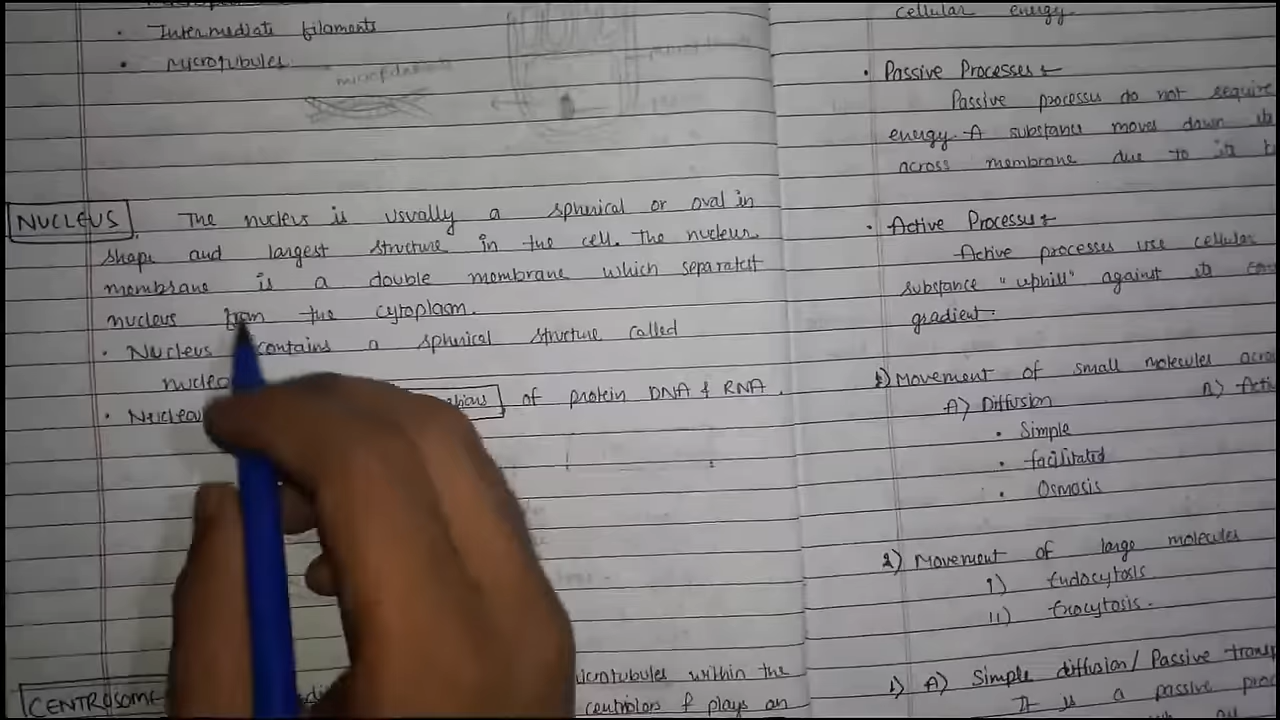 • Intermediate filaments
• Microtubules
NUCLEUS. The nucleus is usually a spherical or oval in
shape and largest structure in the cell. The nuclear
membrane is a double membrane which separates
nucleus from the cytoplasm.
• Nucleus contains a spherical structure called
nucleo
• Nuclea of protein DNA & RNA.
CENTROSOME microtubules within the
centriolars & plays an
cellular energy.
• Passive Processes
Passive processes do not require
energy. A substance moves down its
across membrane due to its
• Active Processes
Active processes use cellular
substance "uphill" against its
gradient.
1) Movement of small molecules
A) Diffusion B)
• Simple
• facilitated
• Osmosis
2) Movement of large molecules
I) Endocytosis
II) Exocytosis.
1) A) Simple diffusion/Passive
It is a passive